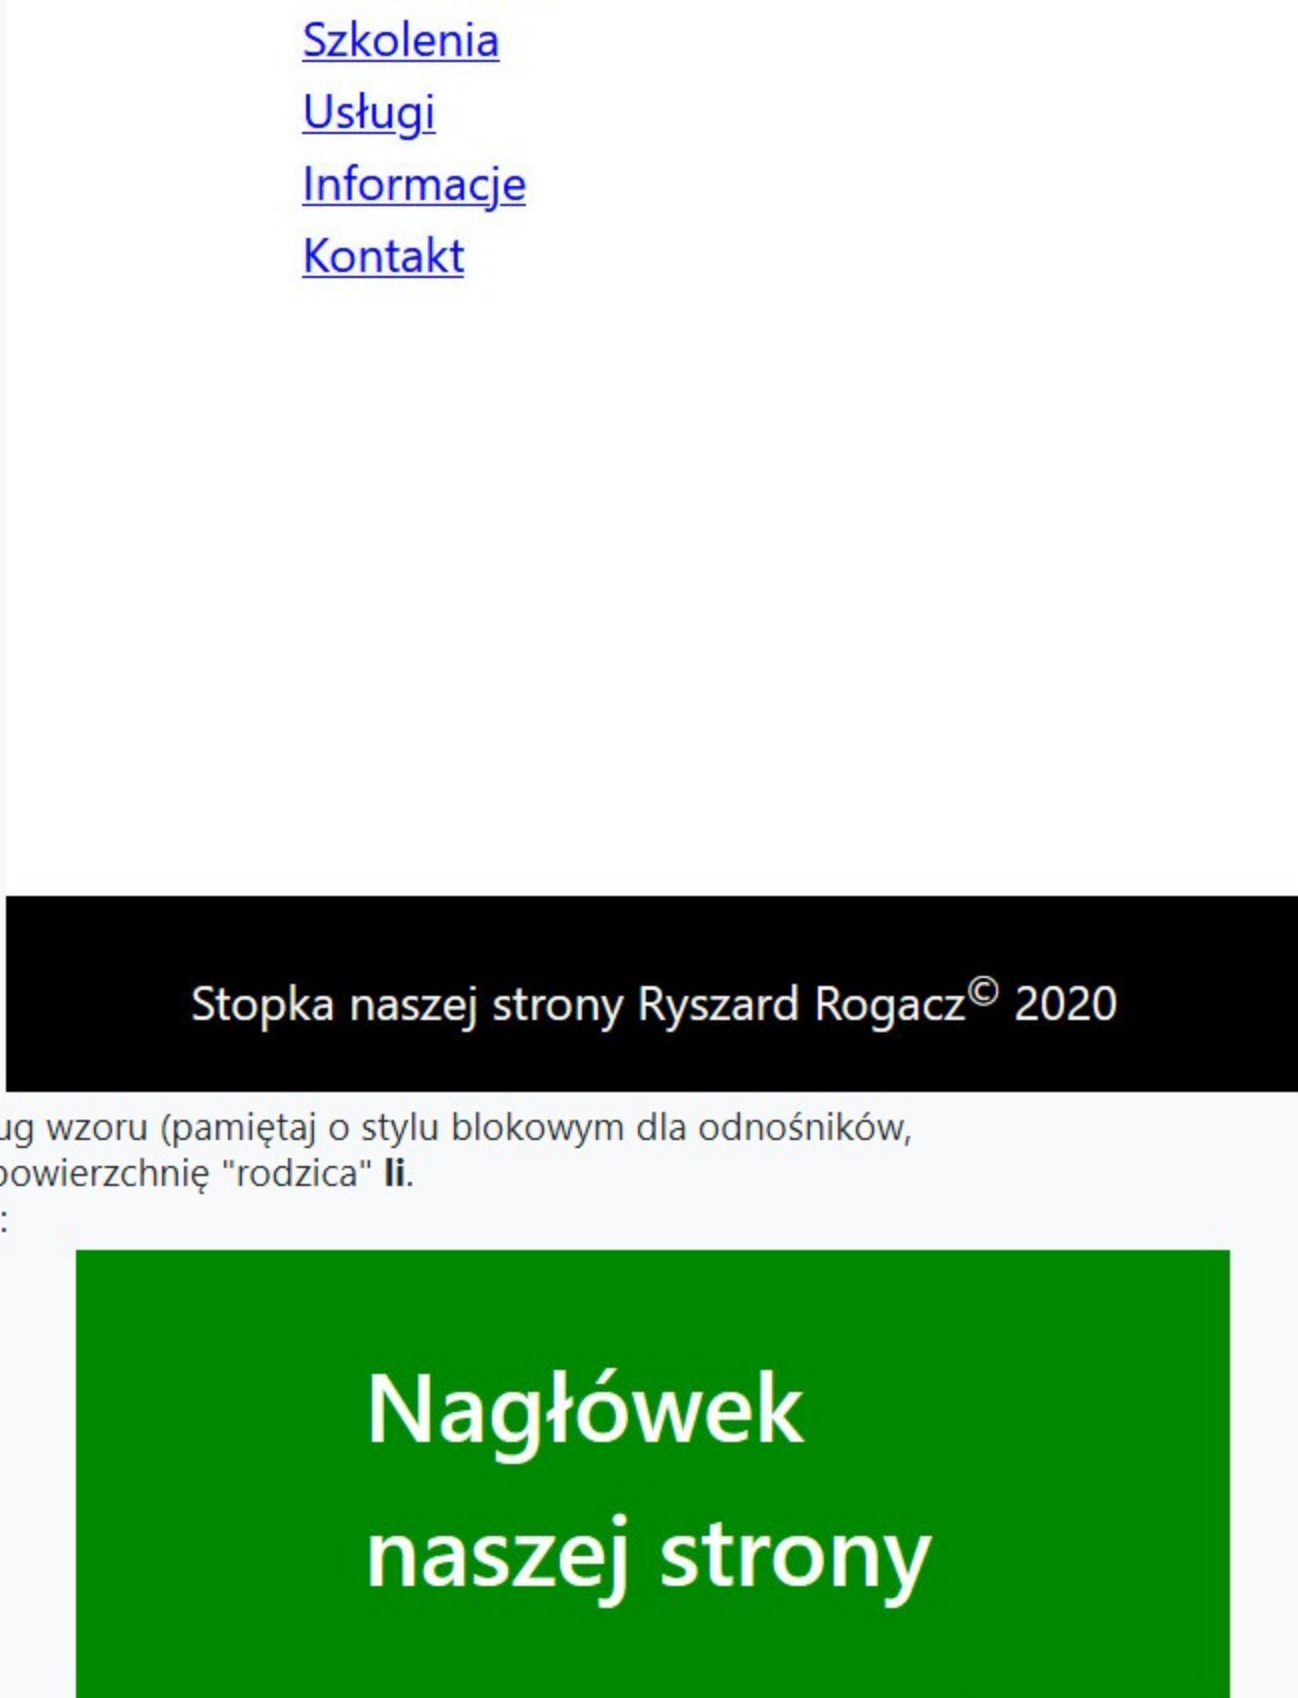 Szkolenia
Usługi
Informacje
Kontakt
Stopka naszej strony Ryszard Rogacz© 2020
wzoru (pamiętaj o stylu blokowym dla odnośników,
powierzchnię "rodzica" li.
:
Nagłówek
naszej strony